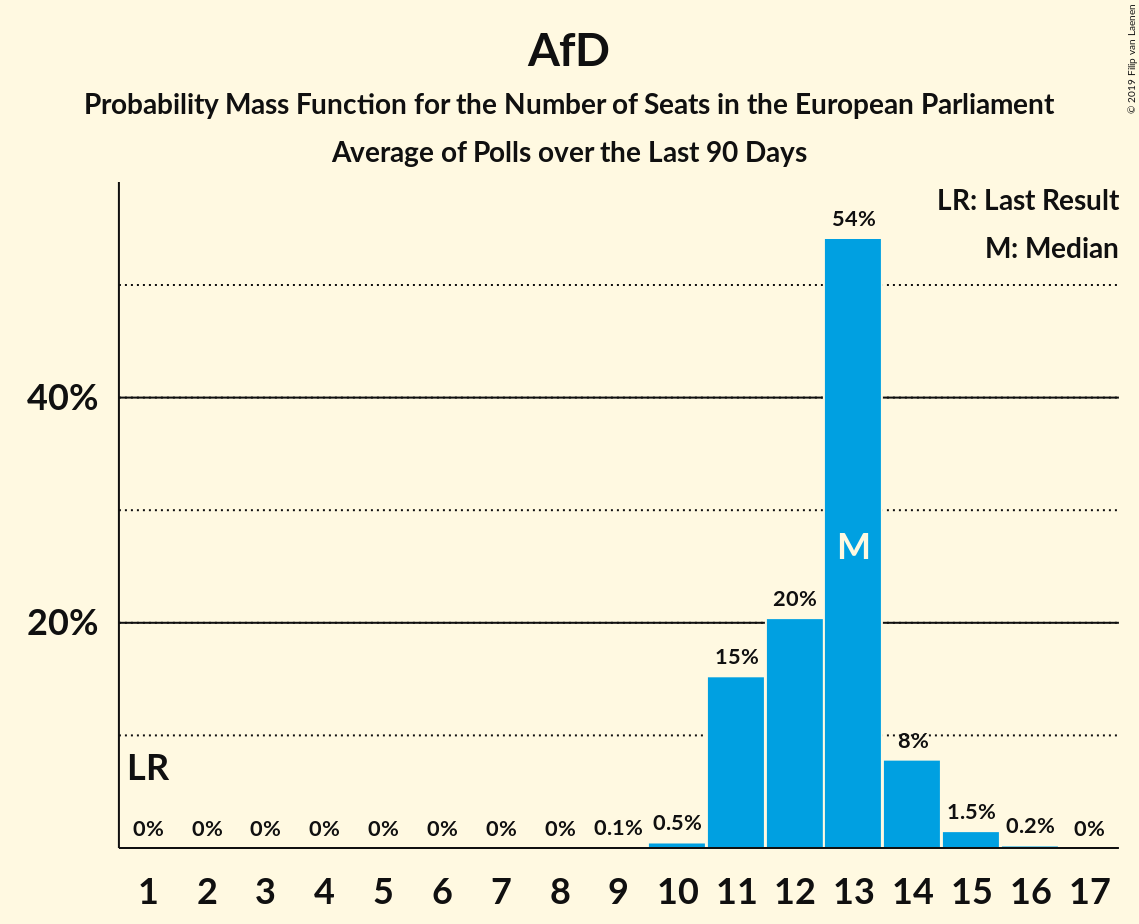 AfD
Probability Mass Function for the Number of Seats in the European Parliament
Average of Polls over the Last 90 Days
© 2019 Filip van Laenen
LR: Last Result
M: Median
54%
40%
M
20%
20%
15%
8%
LR
0% 0% 0% 0% 0% 0% 0% 0% 0.1% 0.5% 1.5% 0.2% 0%
1 2 3 4 5 6 7 8 9 10 11 12 13 14 15 16 17